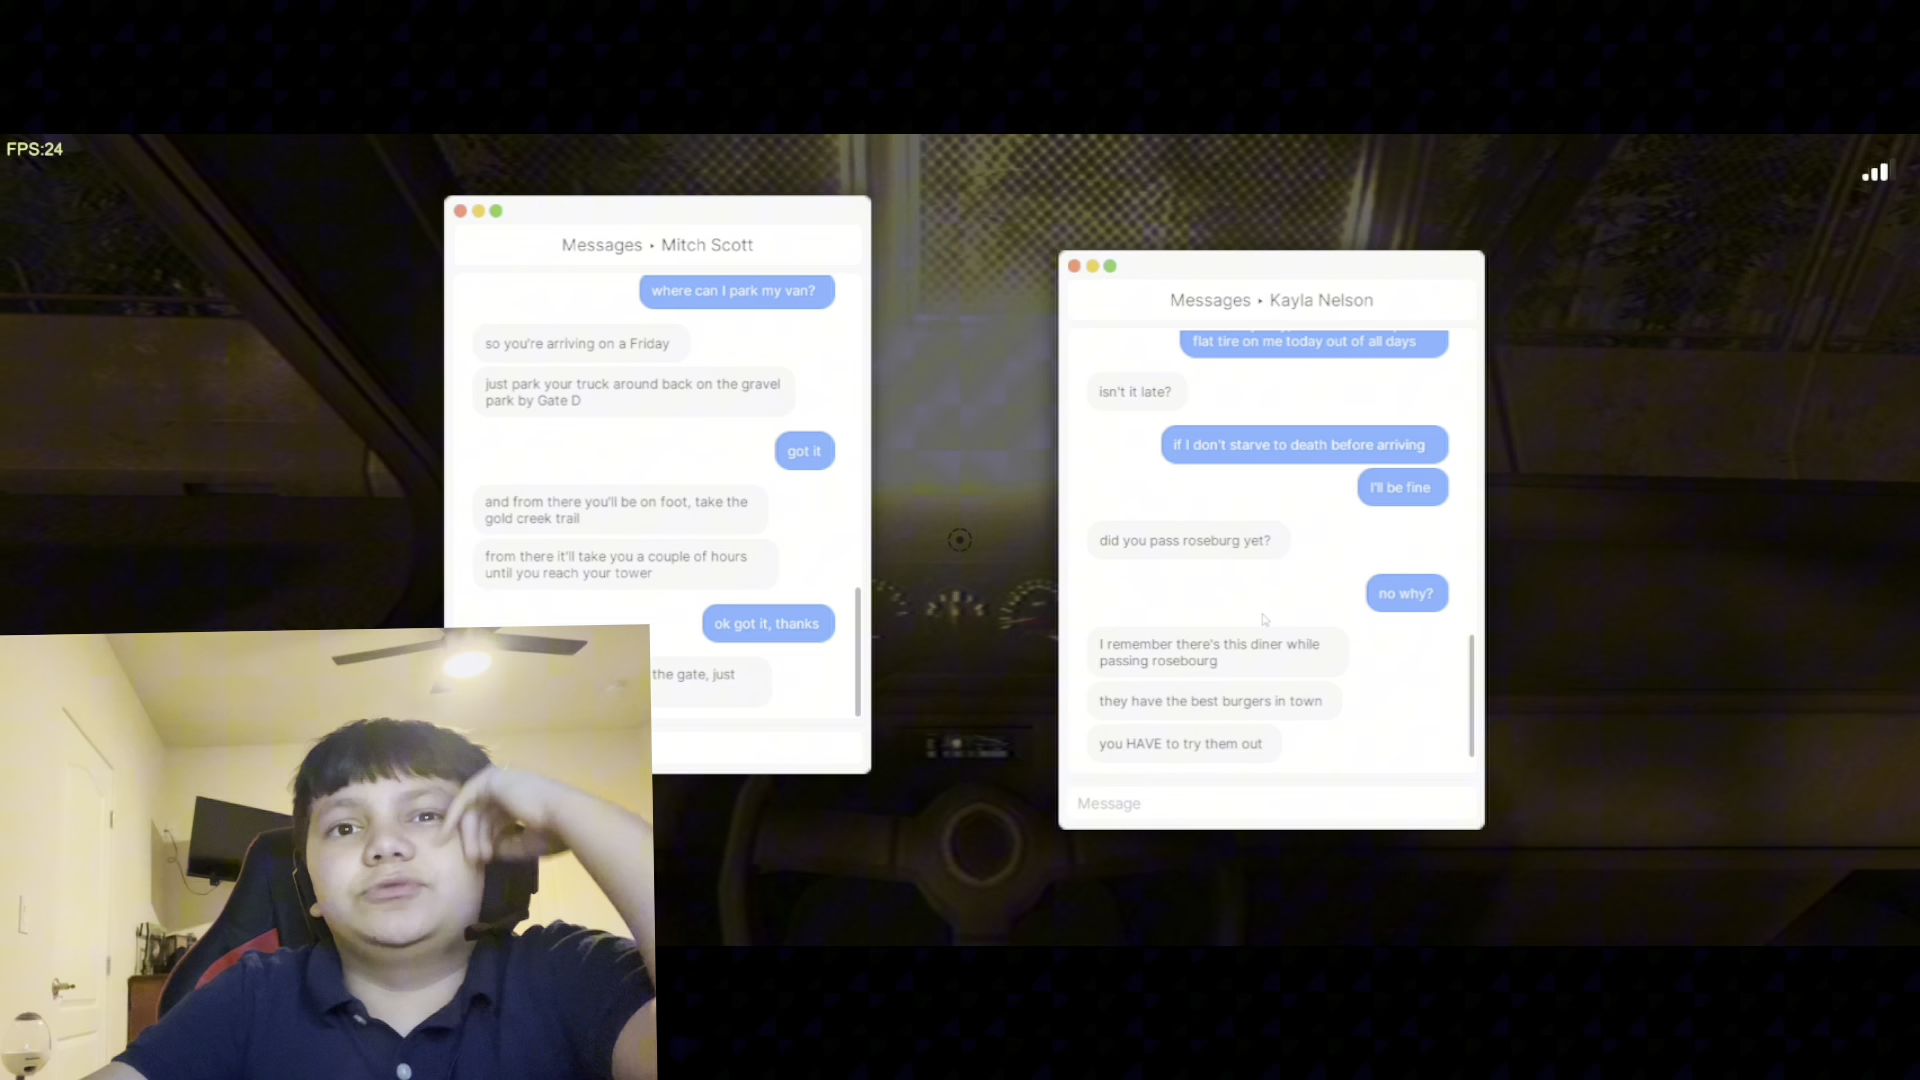 FPS:24
Messages ‣ Mitch Scott
where can I park my van?
so you're arriving on a Friday
just park your truck around back on the gravel
park by Gate D
got it
and from there you'll be on foot, take the
gold creek trail
from there it'll take you a couple of hours
until you reach your tower
ok got it, thanks
the gate, just
Messages ‣ Kayla Nelson
flat tire on me today out of all days
isn't it late?
if I don't starve to death before arriving
I'll be fine
did you pass roseburg yet?
no why?
I remember there's this diner while
passing rosebourg
they have the best burgers in town
you HAVE to try them out
Message